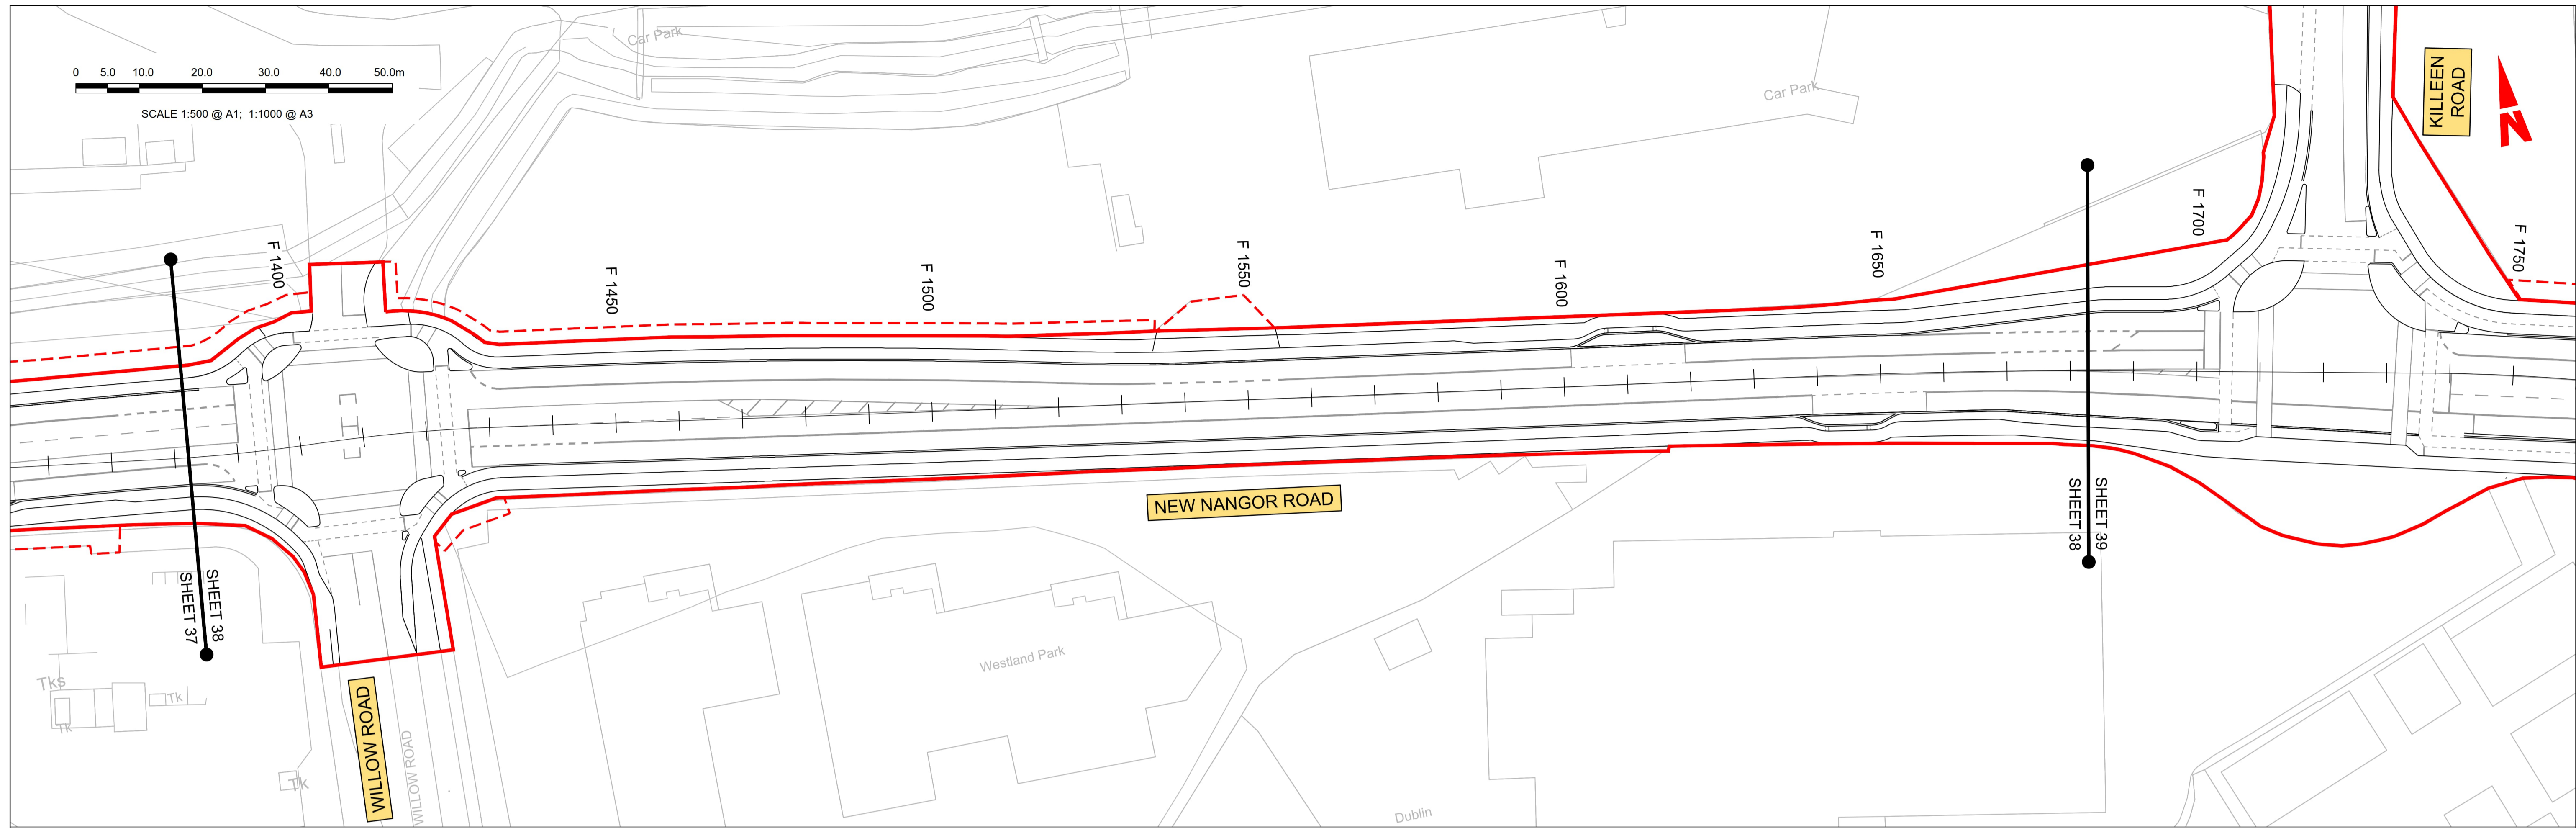 Car Park
0 5.0 10.0 20.0 30.0 40.0 50.0m
SCALE 1:500 @ A1; 1:1000 @ A3
Car Park
KILLEEN
ROAD
N
F 1400
F 1450
F 1500
F 1550
F 1600
F 1650
F 1700
F 1750
NEW NANGOR ROAD
SHEET 39
SHEET 38
SHEET 38
SHEET 37
Westland Park
Tks
Tk
Tk
Tk
WILLOW ROAD
WILLOW ROAD
Dublin